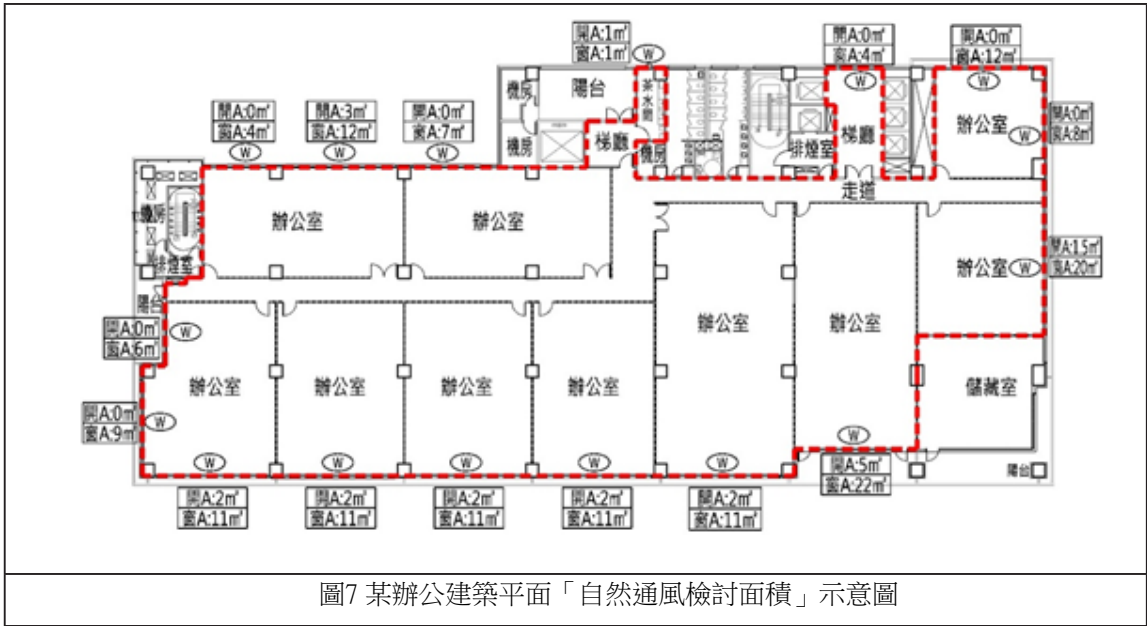 開A:1㎡
窗A:1㎡
開A:0㎡
窗A:4㎡
開A:0㎡
窗A:12㎡
W
W
W
機房
陽台
茶水間
開A:0㎡
窗A:4㎡
開A:3㎡
窗A:12㎡
開A:0㎡
窗A:7㎡
辦公室
開A:0㎡
窗A:8㎡
W
W
W
W
機房
梯廳
機房
排煙室
梯廳
走道
機房
排煙室
辦公室
辦公室
開A:15㎡
窗A:20㎡
辦公室
W
陽台
開A:0㎡
窗A:6㎡
W
辦公室
辦公室
辦公室
辦公室
辦公室
辦公室
儲藏室
開A:0㎡
窗A:9㎡
W
W
W
W
W
W
W
陽台
開A:5㎡
窗A:22㎡
開A:2㎡
窗A:11㎡
開A:2㎡
窗A:11㎡
開A:2㎡
窗A:11㎡
開A:2㎡
窗A:11㎡
開A:2㎡
窗A:11㎡
圖7 某辦公建築平面「自然通風檢討面積」示意圖